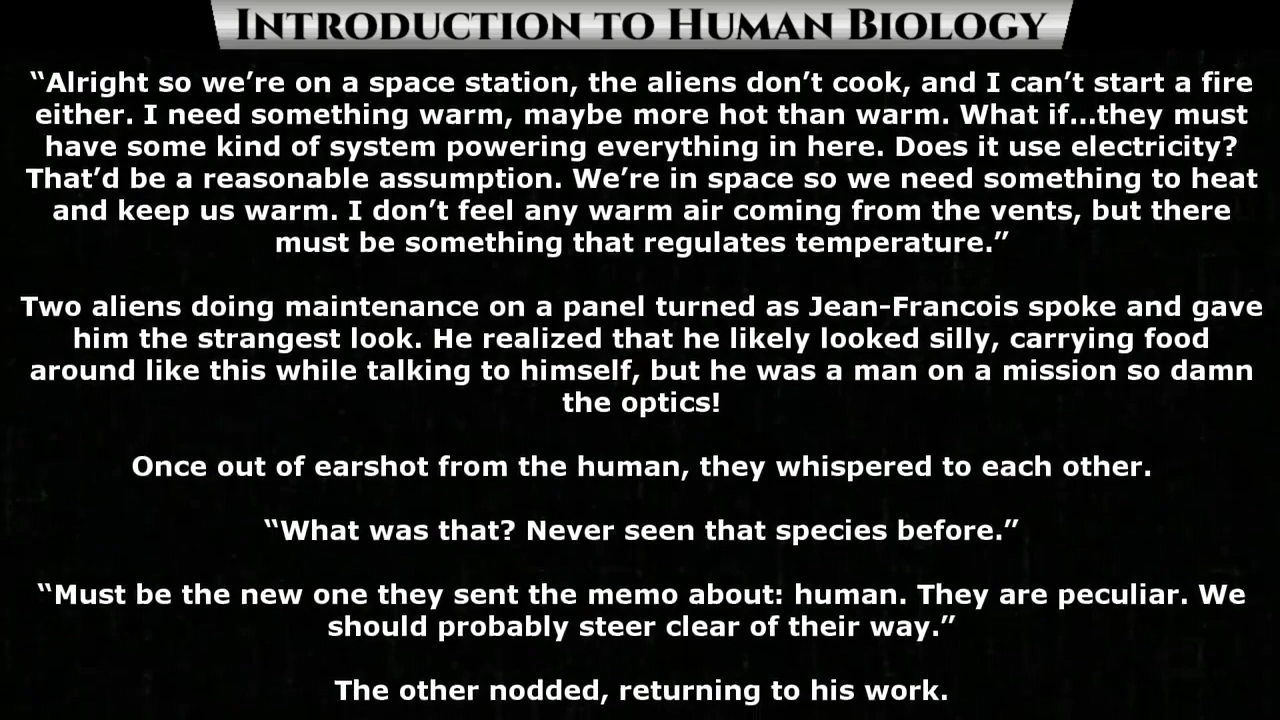 Introduction to Human Biology
“Alright so we’re on a space station, the aliens don’t cook, and I can’t start a fire
either. I need something warm, maybe more hot than warm. What if...they must
have some kind of system powering everything in here. Does it use electricity?
That’d be a reasonable assumption. We’re in space so we need something to heat
and keep us warm. I don’t feel any warm air coming from the vents, but there
must be something that regulates temperature.”
Two aliens doing maintenance on a panel turned as Jean-Francois spoke and gave
him the strangest look. He realized that he likely looked silly, carrying food
around like this while talking to himself, but he was a man on a mission so damn
the optics!
Once out of earshot from the human, they whispered to each other.
“What was that? Never seen that species before.”
“Must be the new one they sent the memo about: human. They are peculiar. We
should probably steer clear of their way.”
The other nodded, returning to his work.